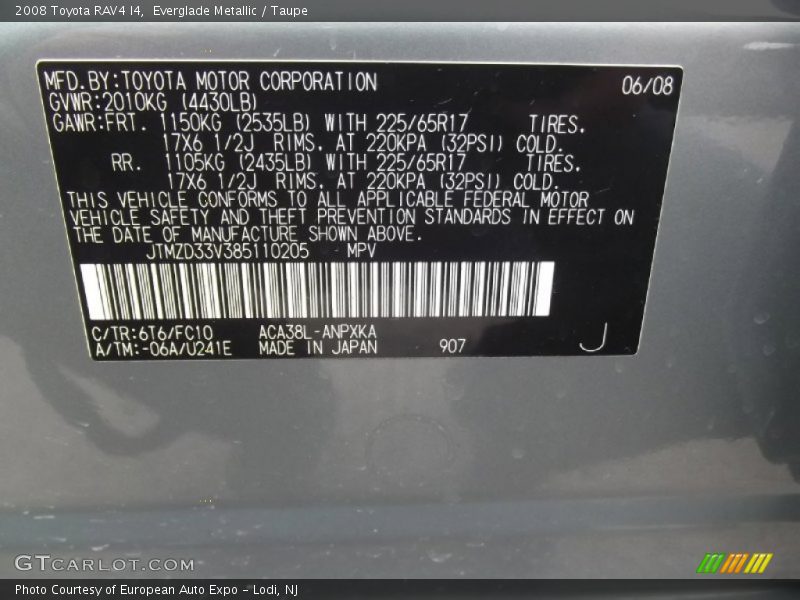 2008 Toyota RAV4 I4, Everglade Metallic / Taupe
MFD.BY:TOYOTA MOTOR CORPORATION 06/08
GVWR:2010KG (4430LB)
GAWR:FRT. 1150KG (2535LB) WITH 225/65R17 TIRES.
17X6 1/2J RIMS. AT 220KPA (32PSI) COLD.
RR. 1105KG (2435LB) WITH 225/65R17 TIRES.
17X6 1/2J RIMS. AT 220KPA (32PSI) COLD.
THIS VEHICLE CONFORMS TO ALL APPLICABLE FEDERAL MOTOR
VEHICLE SAFETY AND THEFT PREVENTION STANDARDS IN EFFECT ON
THE DATE OF MANUFACTURE SHOWN ABOVE.
JTMZD33V385110205 MPV
C/TR:6T6/FC10 ACA38L-ANPXKA
A/TM:-06A/U241E MADE IN JAPAN 907 J
GTCARLOT.COM
Photo Courtesy of European Auto Expo - Lodi, NJ